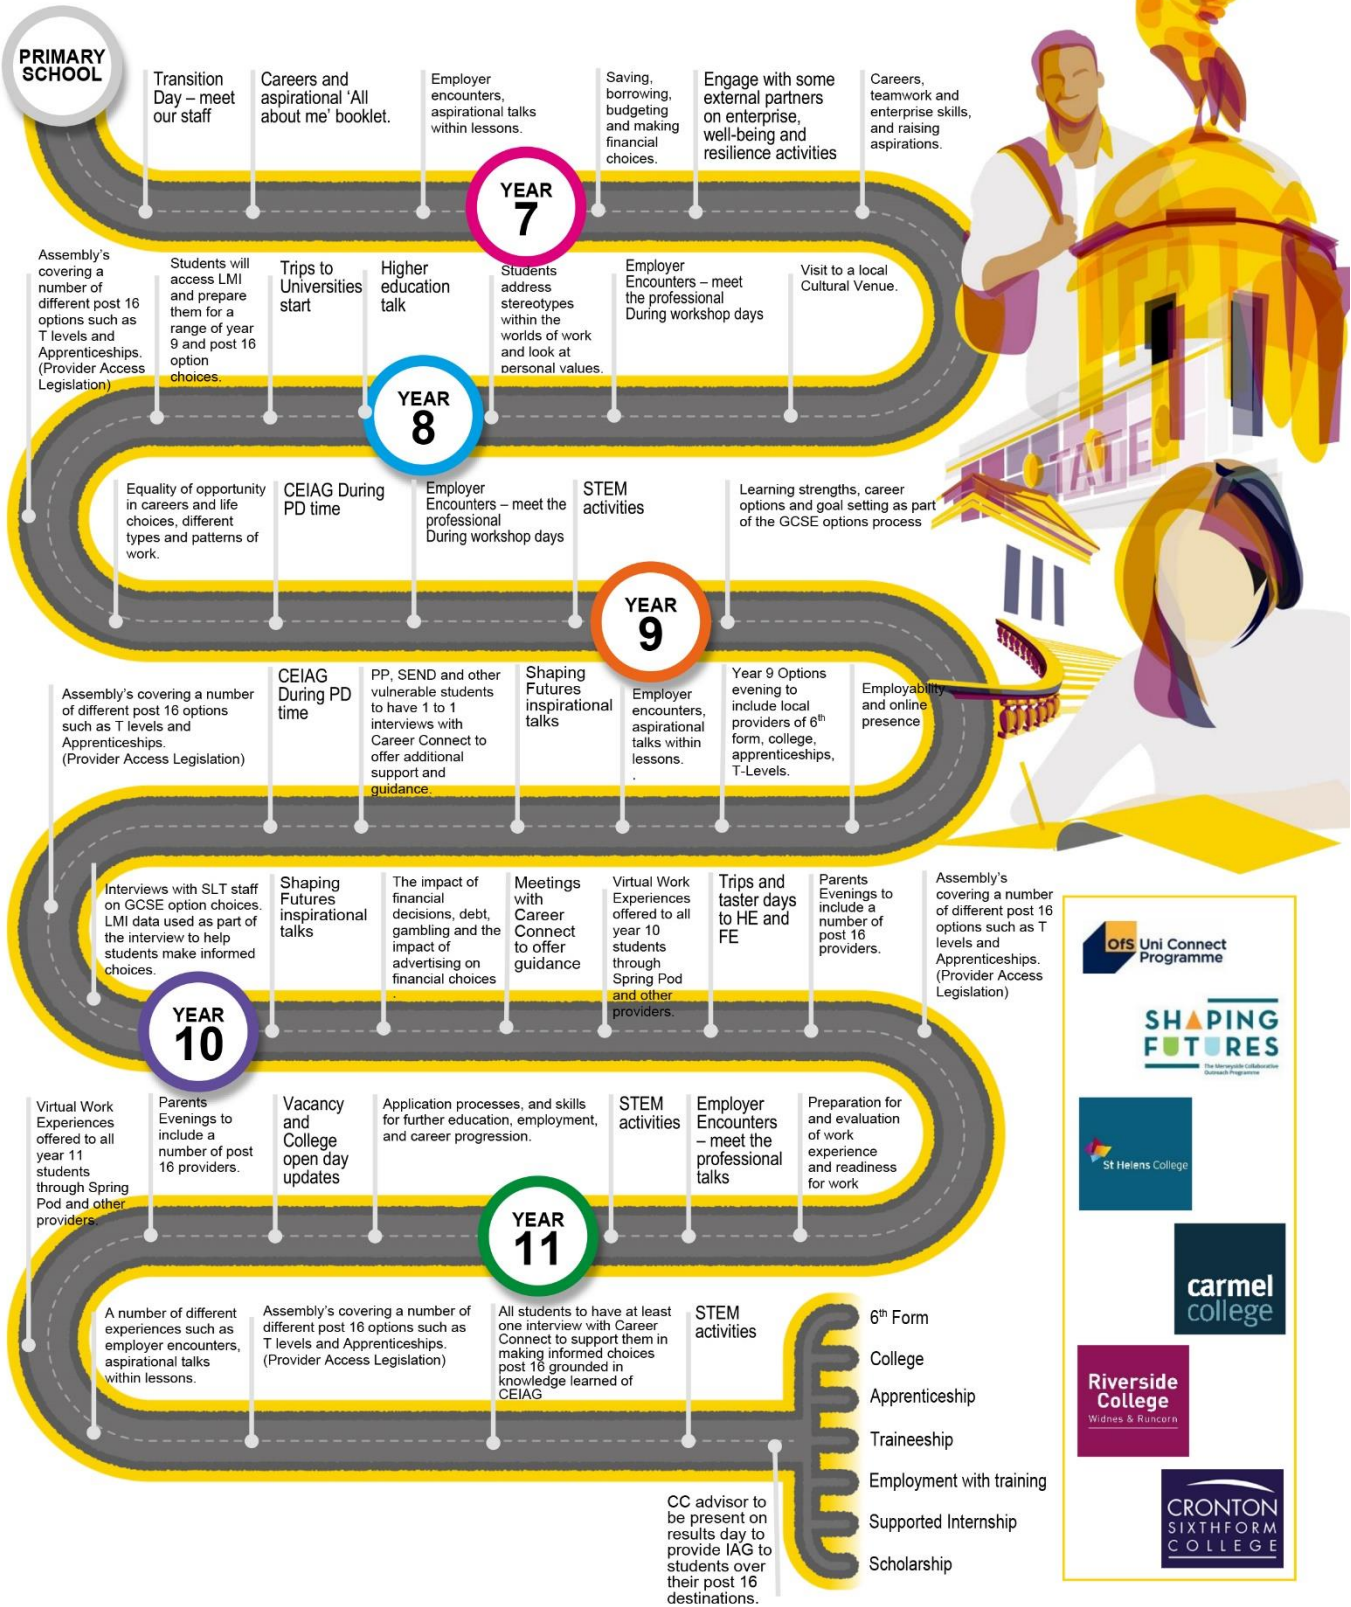 PRIMARY
SCHOOL
Transition
Day – meet
our staff
Careers and
aspirational ‘All
about me’ booklet.
Employer
encounters,
aspirational talks
within lessons.
Saving,
borrowing,
budgeting
and making
financial
choices.
Engage with some
external partners
on enterprise,
well-being and
resilience activities
Careers,
teamwork and
enterprise skills,
and raising
aspirations.
YEAR
7
Assembly’s
covering a
number of
different post 16
options such as
T levels and
Apprenticeships.
(Provider Access
Legislation)
Students will
access LMI
and prepare
them for a
range of year
9 and post 16
option
choices.
Trips to
Universities
start
Higher
education
talk
Students
address
stereotypes
within the
worlds of work
and look at
personal values.
Employer
Encounters – meet
the professional
During workshop days
Visit to a local
Cultural Venue.
YEAR
8
TATE
Equality of opportunity
in careers and life
choices, different
types and patterns of
work.
CEIAG During
PD time
Employer
Encounters – meet the
professional
During workshop days
STEM
activities
Learning strengths, career
options and goal setting as part
of the GCSE options process
YEAR
9
Assembly’s covering a number
of different post 16 options
such as T levels and
Apprenticeships.
(Provider Access Legislation)
CEIAG
During PD
time
PP, SEND and other
vulnerable students
to have 1 to 1
interviews with
Career Connect to
offer additional
support and
guidance.
Shaping
Futures
inspirational
talks
Employer
encounters,
aspirational
talks within
lessons.
.
Year 9 Options
evening to
include local
providers of 6th
form, college,
apprenticeships,
T-Levels.
Employability
and online
presence
Interviews with SLT staff
on GCSE option choices.
LMI data used as part of
the interview to help
students make informed
choices.
Shaping
Futures
inspirational
talks
The impact of
financial
decisions, debt,
gambling and the
impact of
advertising on
financial choices
.
Meetings
with
Career
Connect
to offer
guidance
Virtual Work
Experiences
offered to all
year 10
students
through
Spring Pod
and other
providers.
Trips and
taster days
to HE and
FE
Parents
Evenings to
include a
number of
post 16
providers.
Assembly’s
covering a number
of different post 16
options such as T
levels and
Apprenticeships.
(Provider Access
Legislation)
YEAR
10
Virtual Work
Experiences
offered to all
year 11
students
through Spring
Pod and other
providers.
Parents
Evenings to
include a
number of post
16 providers.
Vacancy
and
College
open day
updates
Application processes, and skills
for further education, employment,
and career progression.
STEM
activities
Employer
Encounters
– meet the
professional
talks
Preparation for
and evaluation
of work
experience
and readiness
for work
YEAR
11
A number of different
experiences such as
employer encounters,
aspirational talks
within lessons.
Assembly’s covering a number of
different post 16 options such as
T levels and Apprenticeships.
(Provider Access Legislation)
All students to have at least
one interview with Career
Connect to support them in
making informed choices
post 16 grounded in
knowledge learned of
CEIAG
STEM
activities
CC advisor to
be present on
results day to
provide IAG to
students over
their post 16
destinations.
6th Form
College
Apprenticeship
Traineeship
Employment with training
Supported Internship
Scholarship
OfS Uni Connect
Programme
SHAPING
FUTURES
The Merseyside Collaborative
Outreach Programme
St Helens College
carmel
college
Riverside
College
Widnes & Runcorn
CRONTON
SIXTHFORM
COLLEGE